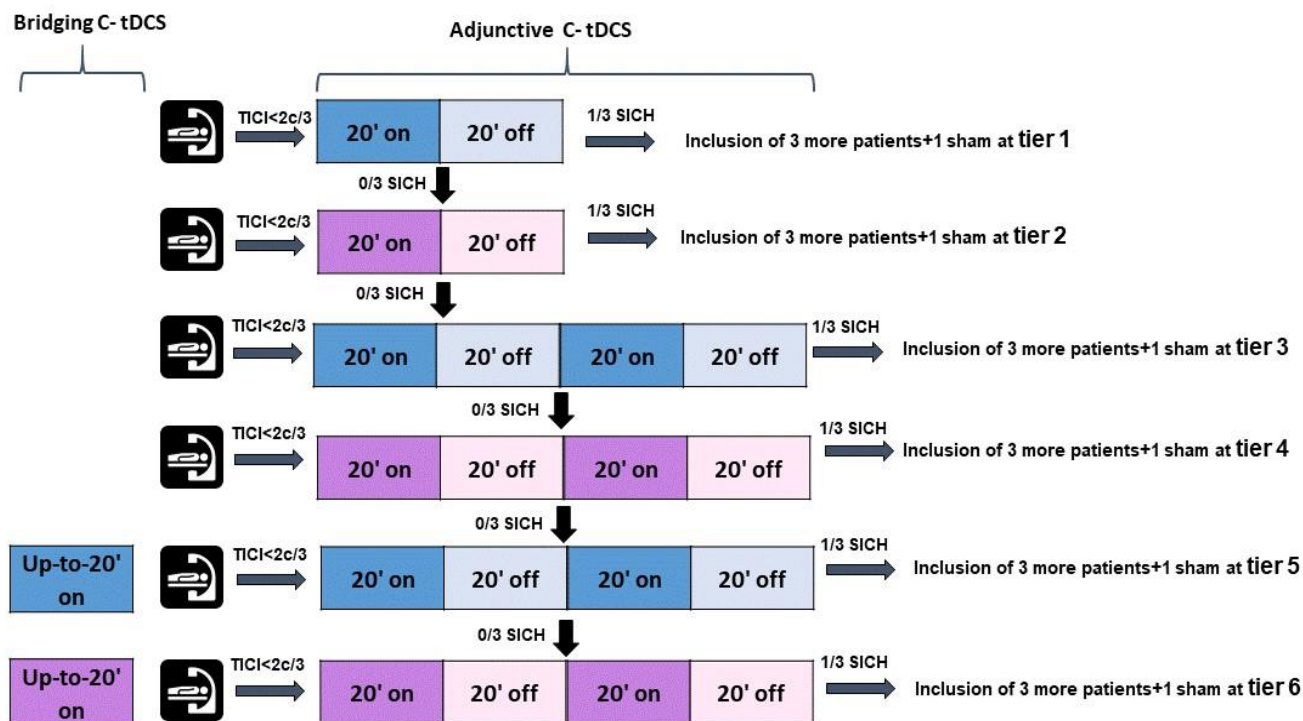 Bridging C- tDCS
Adjunctive C- tDCS
TICI<2c/3
20' on
20' off
1/3 SICH
Inclusion of 3 more patients+1 sham at tier 1
0/3 SICH
TICI<2c/3
20' on
20' off
1/3 SICH
Inclusion of 3 more patients+1 sham at tier 2
0/3 SICH
TICI<2c/3
20' on
20' off
20' on
20' off
1/3 SICH
Inclusion of 3 more patients+1 sham at tier 3
0/3 SICH
TICI<2c/3
20' on
20' off
20' on
20' off
1/3 SICH
Inclusion of 3 more patients+1 sham at tier 4
0/3 SICH
Up-to-20'
on
TICI<2c/3
20' on
20' off
20' on
20' off
1/3 SICH
Inclusion of 3 more patients+1 sham at tier 5
0/3 SICH
Up-to-20'
on
TICI<2c/3
20' on
20' off
20' on
20' off
1/3 SICH
Inclusion of 3 more patients+1 sham at tier 6